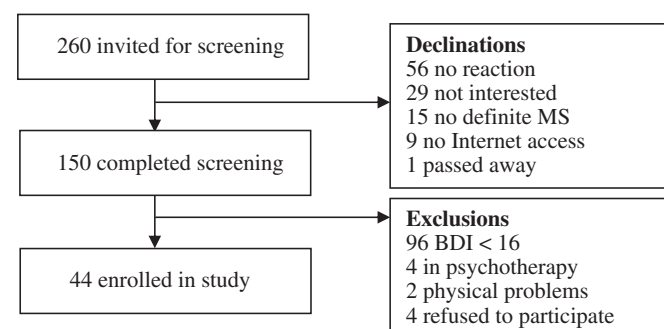 260 invited for screening
Declinations
56 no reaction
29 not interested
15 no definite MS
9 no Internet access
1 passed away
150 completed screening
Exclusions
96 BDI < 16
4 in psychotherapy
2 physical problems
4 refused to participate
44 enrolled in study